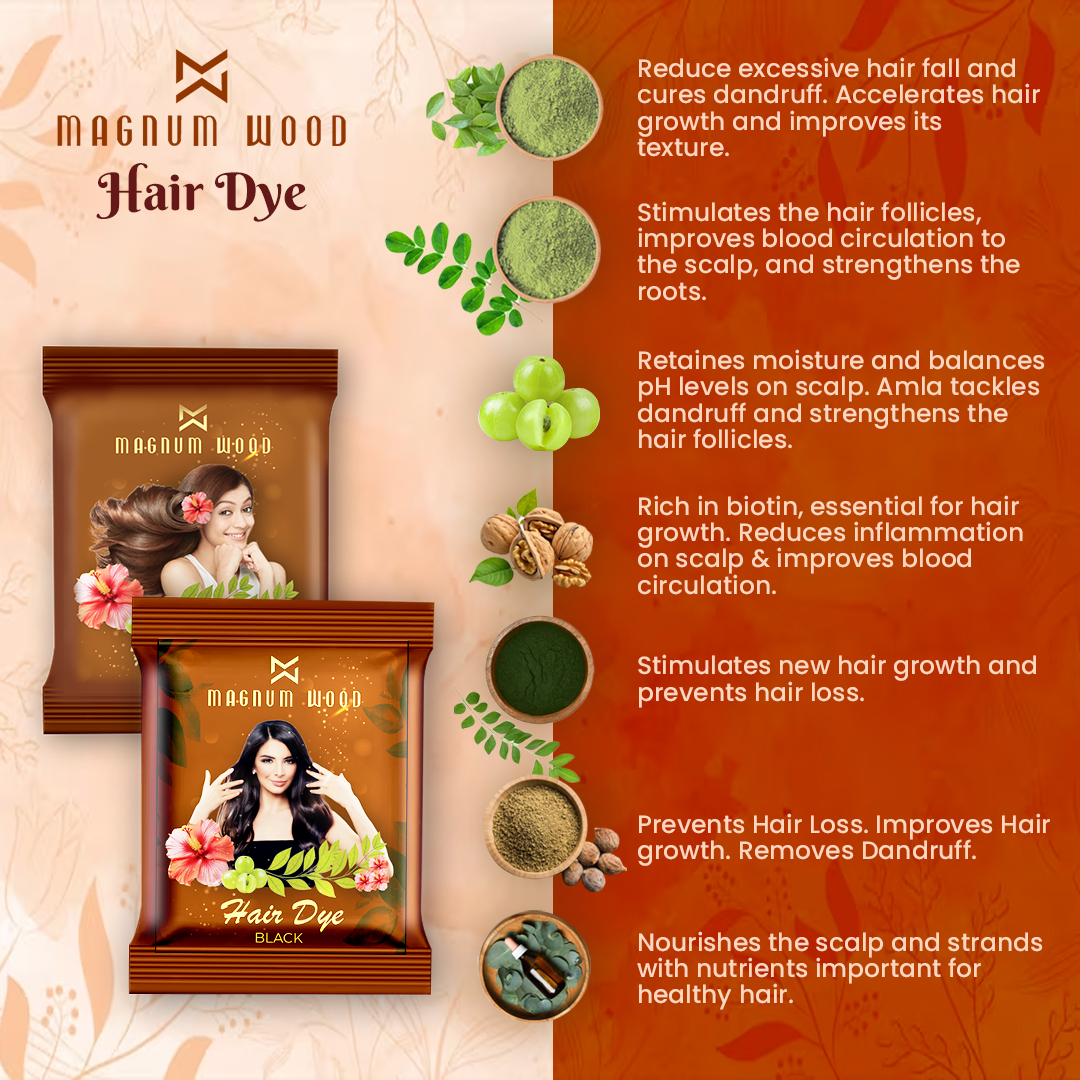 MAGNUM WOOD
Hair Dye
Reduce excessive hair fall and
cures dandruff. Accelerates hair
growth and improves its
texture.
Stimulates the hair follicles,
improves blood circulation to
the scalp, and strengthens the
roots.
Retaines moisture and balances
pH levels on scalp. Amla tackles
dandruff and strengthens the
hair follicles.
Rich in biotin, essential for hair
growth. Reduces inflammation
on scalp & improves blood
circulation.
Stimulates new hair growth and
prevents hair loss.
Prevents Hair Loss. Improves Hair
growth. Removes Dandruff.
Nourishes the scalp and strands
with nutrients important for
healthy hair.
MAGNUM WOOD
MAGNUM WOOD
Hair Dye
BLACK